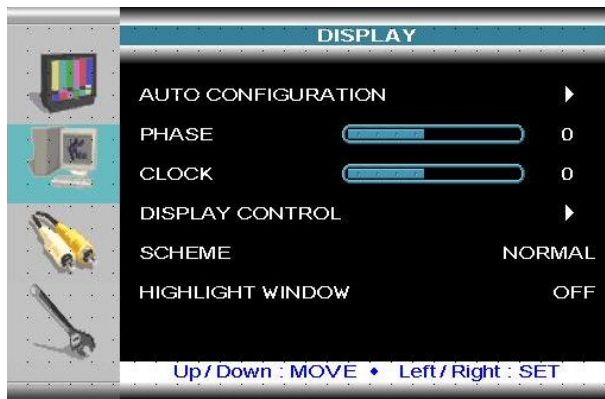 DISPLAY
AUTO CONFIGURATION
PHASE 0
CLOCK 0
DISPLAY CONTROL
SCHEME NORMAL
HIGHLIGHT WINDOW OFF
Up/Down : MOVE ◆ Left/Right : SET